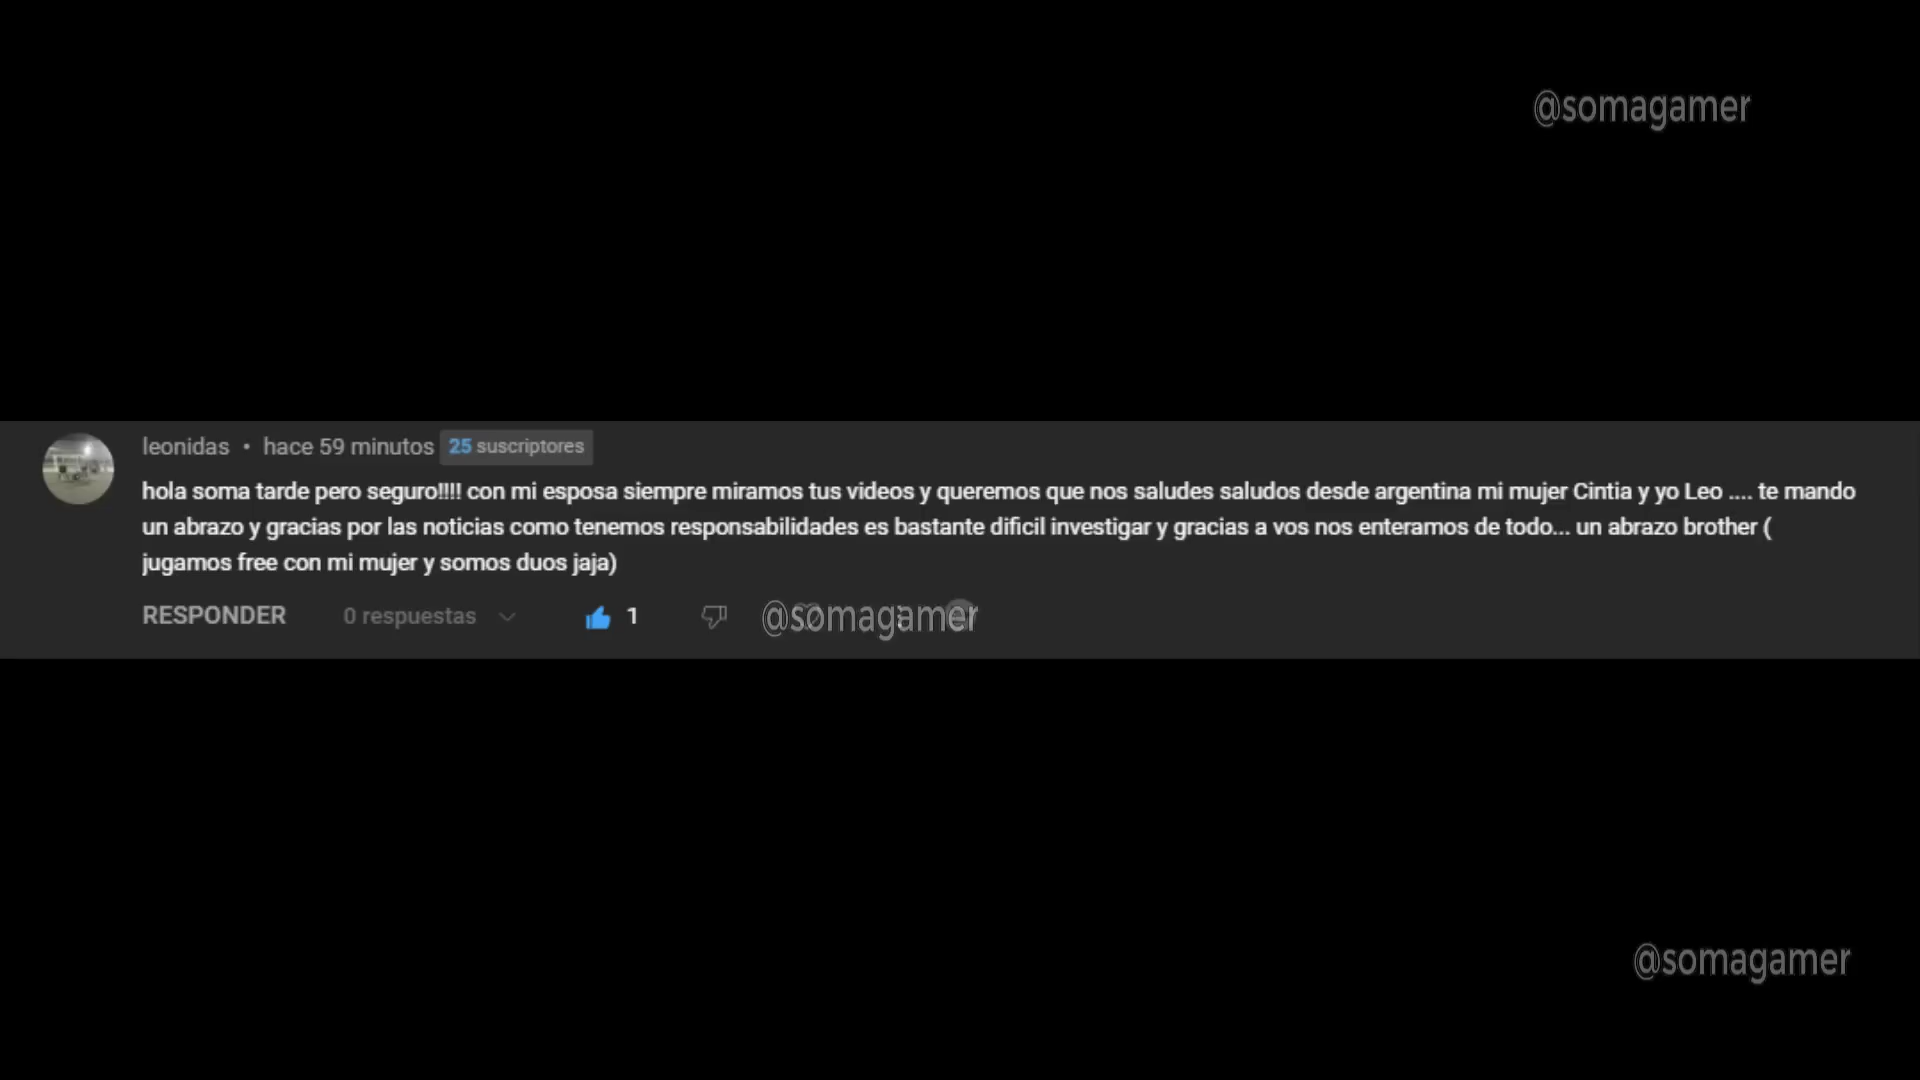 @somagamer
leonidas • hace 59 minutos 25 suscriptores
hola soma tarde pero seguro!!!! con mi esposa siempre miramos tus videos y queremos que nos saludes saludos desde argentina mi mujer Cintia y yo Leo .... te mando
un abrazo y gracias por las noticias como tenemos responsabilidades es bastante dificil investigar y gracias a vos nos enteramos de todo... un abrazo brother (
jugamos free con mi mujer y somos duos jaja)
RESPONDER 0 respuestas 1 @somagamer
@somagamer